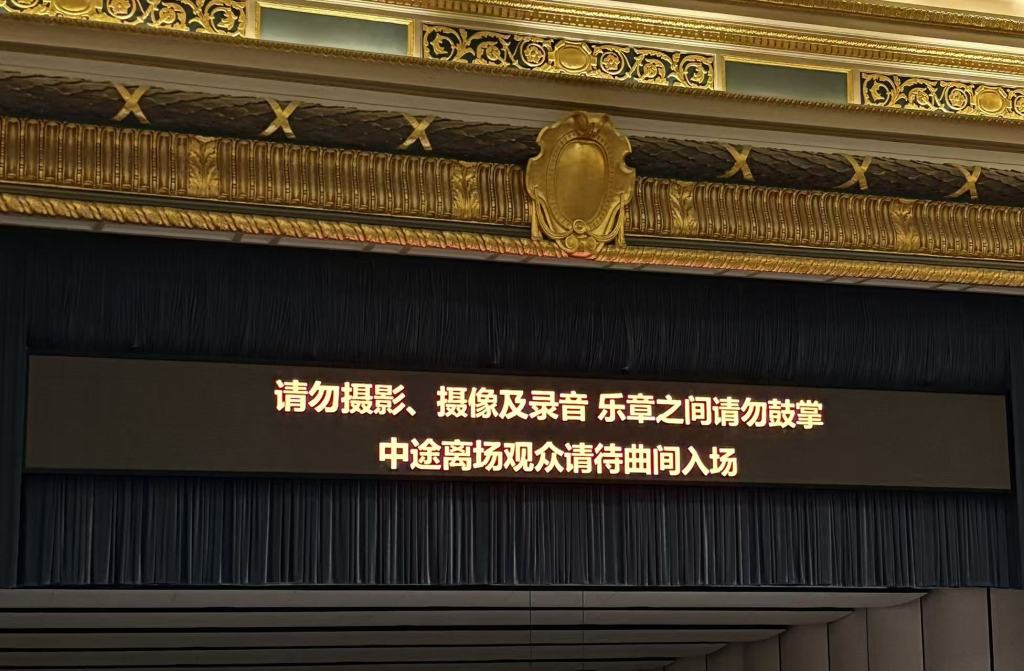 请勿摄影、摄像及录音 乐章之间请勿鼓掌
中途离场观众请待曲间入场